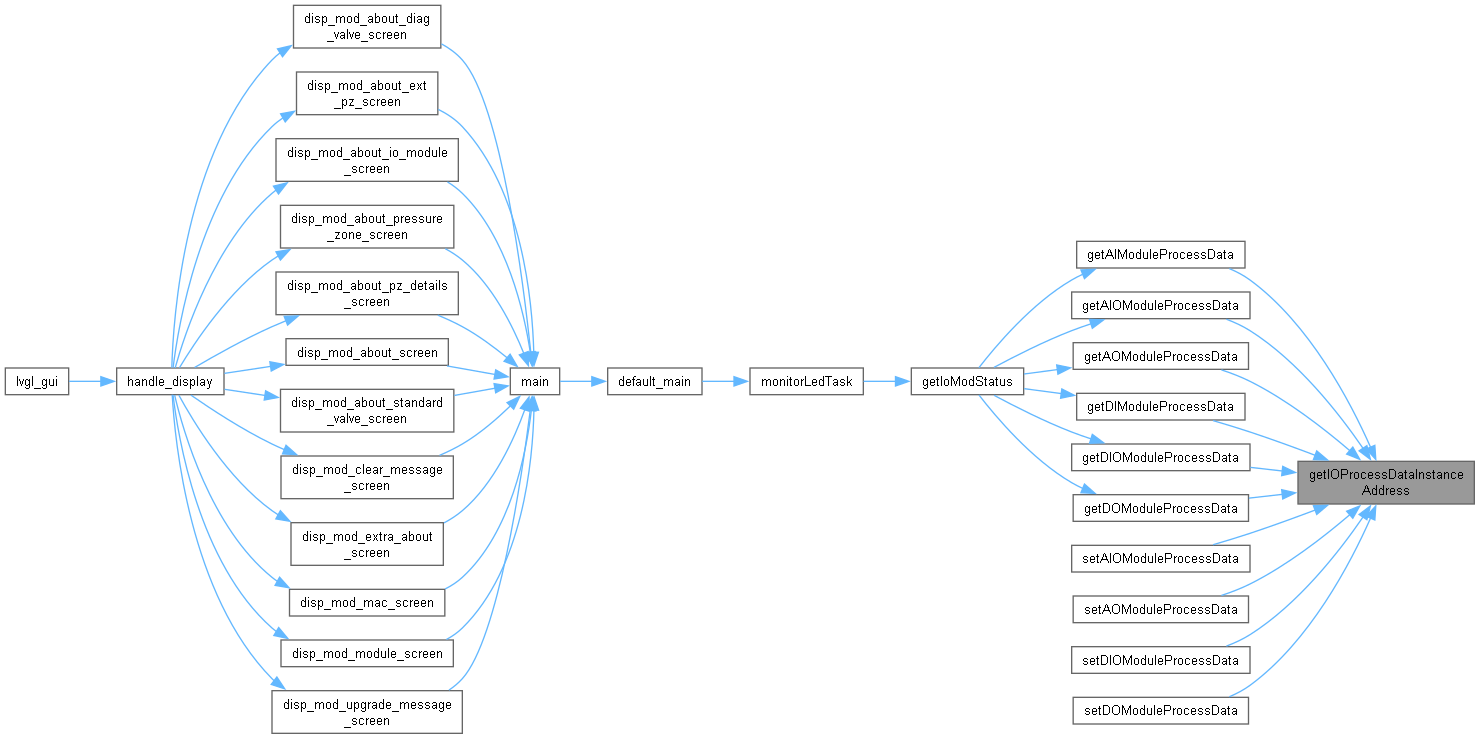 disp_mod_about_diag
_valve_screen
disp_mod_about_ext
_pz_screen
disp_mod_about_io_module
_screen
disp_mod_about_pressure
_zone_screen
disp_mod_about_pz_details
_screen
disp_mod_about_screen
disp_mod_about_standard
_valve_screen
disp_mod_clear_message
_screen
disp_mod_extra_about
_screen
disp_mod_mac_screen
disp_mod_module_screen
disp_mod_upgrade_message
_screen
lvgl_gui
handle_display
main
default_main
monitorLedTask
getIoModStatus
getAIModuleProcessData
getAIOModuleProcessData
getAOModuleProcessData
getDIModuleProcessData
getDIOModuleProcessData
getDOModuleProcessData
setAIOModuleProcessData
setAOModuleProcessData
setDIOModuleProcessData
setDOModuleProcessData
getIOProcessDataInstance
Address